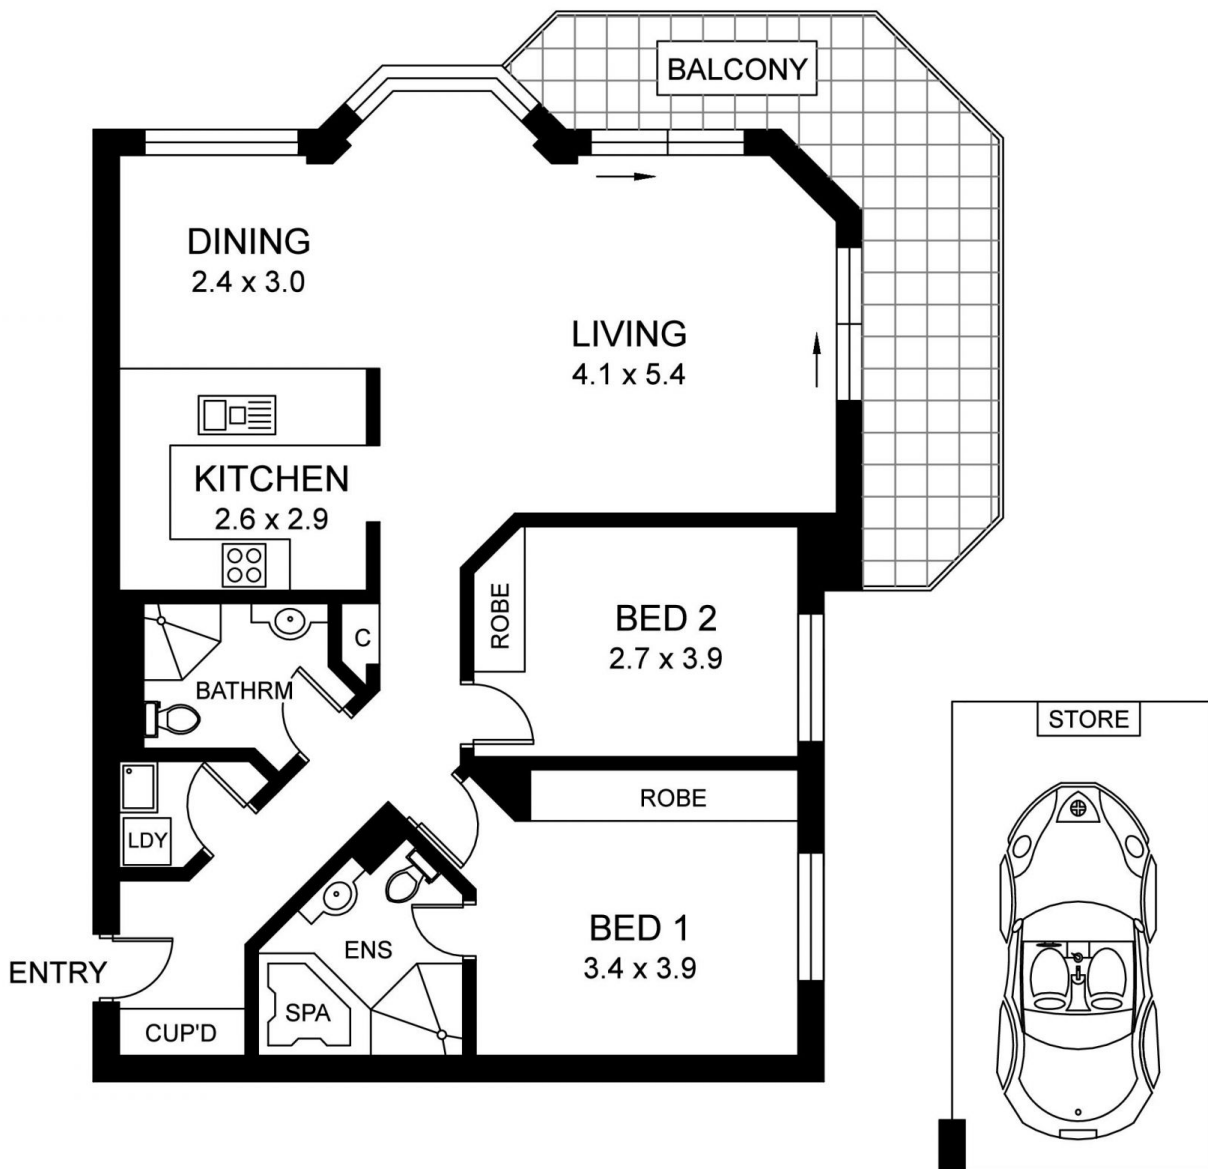 BALCONY
DINING
2.4 x 3.0
LIVING
4.1 x 5.4
KITCHEN
2.6 x 2.9
ROBE
BED 2
2.7 x 3.9
C
BATHRM
STORE
ROBE
LDY
BED 1
3.4 x 3.9
ENS
ENTRY
SPA
CUP'D